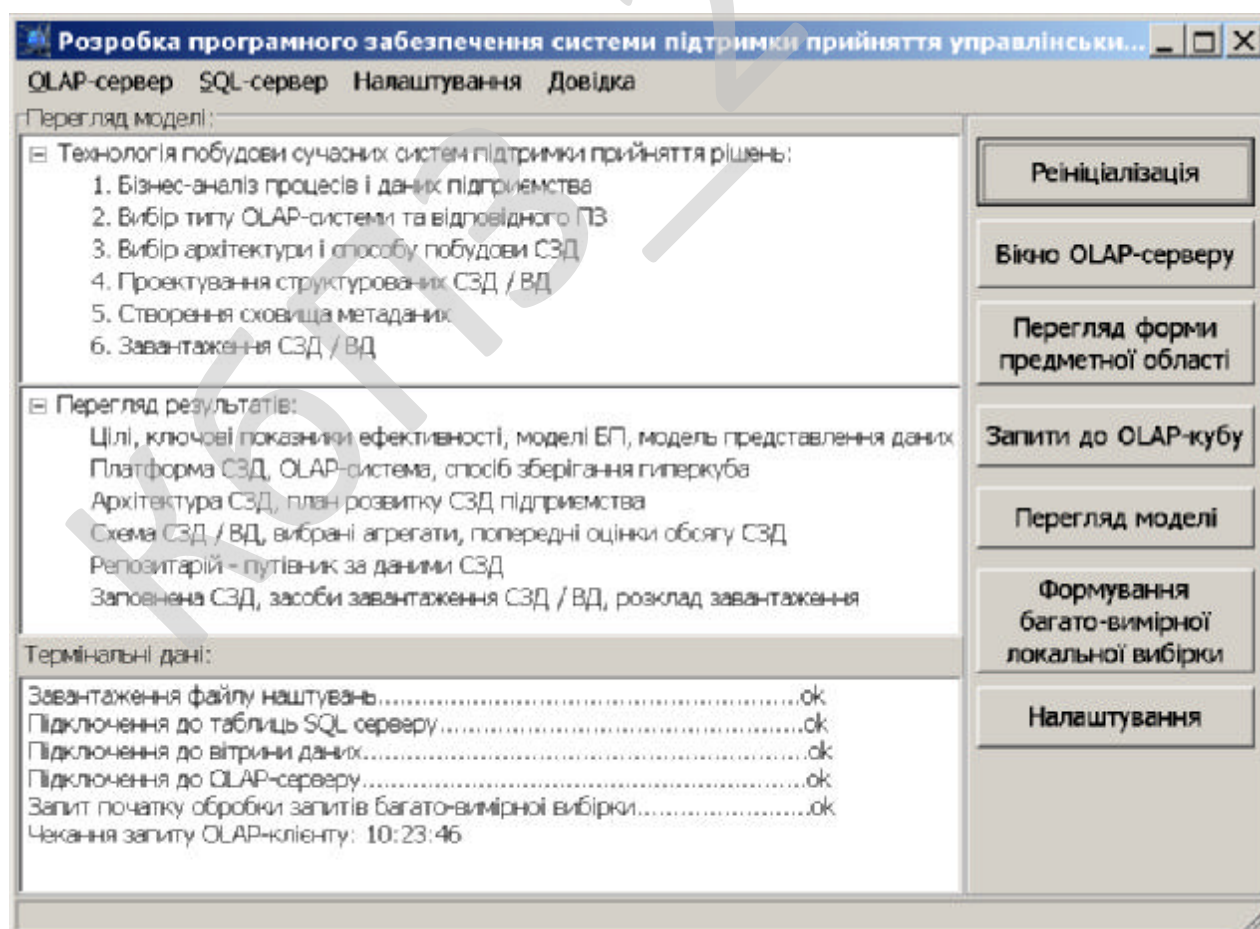 Розробка програмного забезпечення системи підтримки прийняття управлінськи...
OLAP-сервер SQL-сервер Налаштування Довідка
Перегляд моделі:
Технологія побудови сучасних систем підтримки прийняття рішень:
1. Бізнес-аналіз процесів і даних підприємства
2. Вибір типу OLAP-системи та відповідного ПЗ
3. Вибір архітектури і способу побудови СЗД
4. Проектування структурованих СЗД / ВД
5. Створення сховища метаданих
6. Завантаження СЗД / ВД
Перегляд результатів:
Цілі, ключові показники ефективності, моделі БП, модель представлення даних
Платформа СЗД, OLAP-система, спосіб зберігання гиперкуба
Архітектура СЗД, план розвитку СЗД підприємства
Схема СЗД / ВД, вибрані агрегати, попередні оцінки обсягу СЗД
Репозитарій - путівник за даними СЗД
Заповнена СЗД, засоби завантаження СЗД / ВД, розклад завантаження
Термінальні дані:
Завантаження файлу наштувань......................................................ok
Підключення до таблиць SQL серверу.............................................ok
Підключення до вітрини даних.......................................................ok
Підключення до OLAP-серверу.......................................................ok
Запит початку обробки запитів багато-вимірної вибірки......................ok
Чекання запиту OLAP-клієнту: 10:23:46
Реініціалізація
Вікно OLAP-серверу
Перегляд форми
предметної області
Запити до OLAP-кубу
Перегляд моделі
Формування
багато-вимірної
локальної вибірки
Налаштування